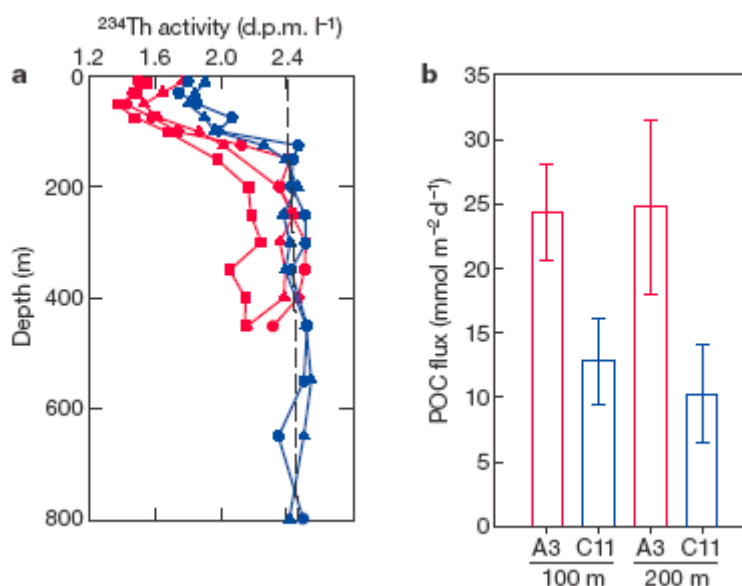 ²³⁴Th activity (d.p.m. l⁻¹)
1.2 1.6 2.0 2.4
a
0
200
400
600
800
Depth (m)
b
35
30
25
20
15
10
5
0
POC flux (mmol m⁻² d⁻¹)
A3 C11 A3 C11
100 m 200 m